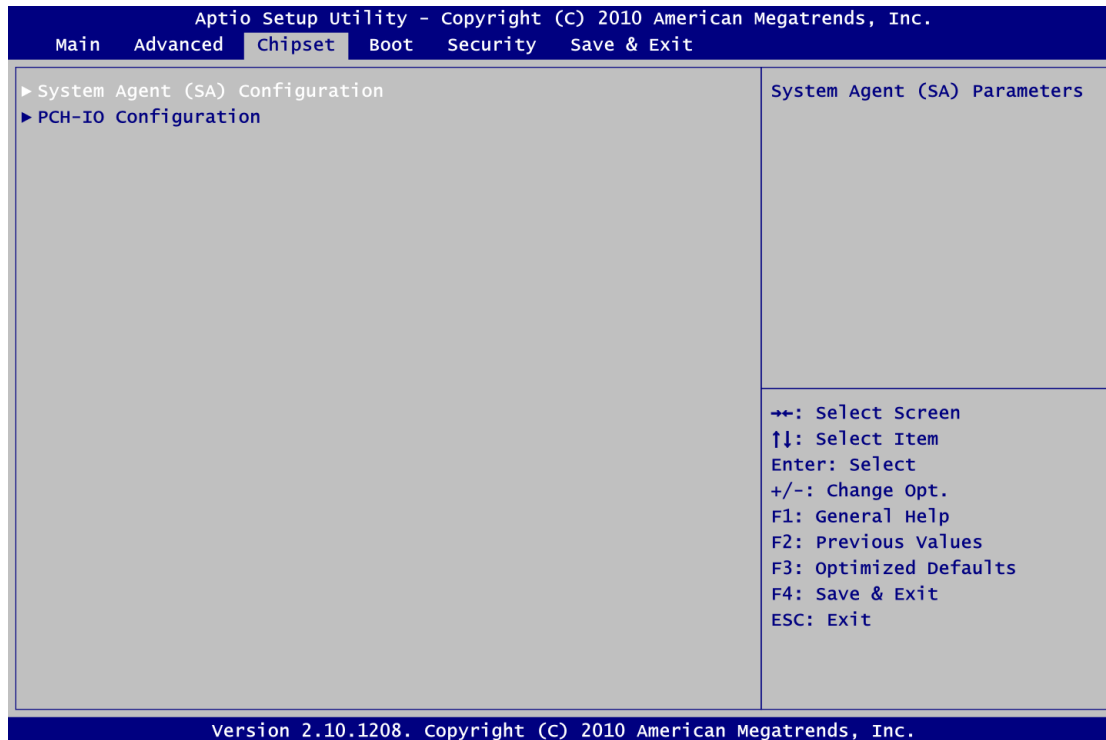 Aptio Setup Utility - Copyright (C) 2010 American Megatrends, Inc.
Main Advanced Chipset Boot Security Save & Exit
►System Agent (SA) Configuration
►PCH-IO Configuration
System Agent (SA) Parameters
→←: Select Screen
↑↓: Select Item
Enter: Select
+/-: Change Opt.
F1: General Help
F2: Previous Values
F3: Optimized Defaults
F4: Save & Exit
ESC: Exit
Version 2.10.1208. Copyright (C) 2010 American Megatrends, Inc.